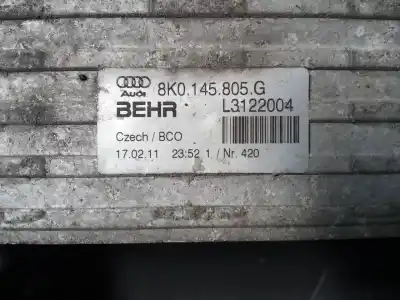 Audi 8K0.145.805.G
BEHR L3122004
Czech / BCO
17.02.11 23:52 1 / Nr. 420